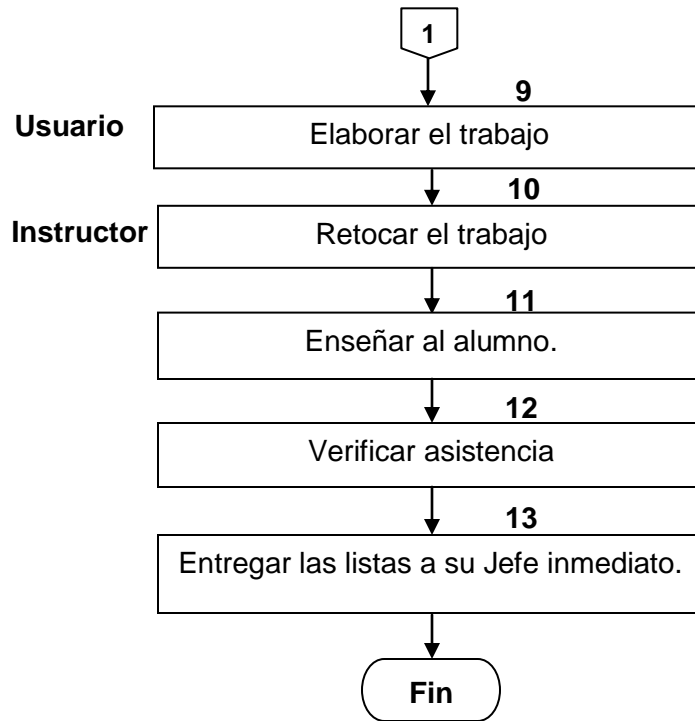 1
9
Usuario
Elaborar el trabajo
10
Instructor
Retocar el trabajo
11
Enseñar al alumno.
12
Verificar asistencia
13
Entregar las listas a su Jefe inmediato.
Fin